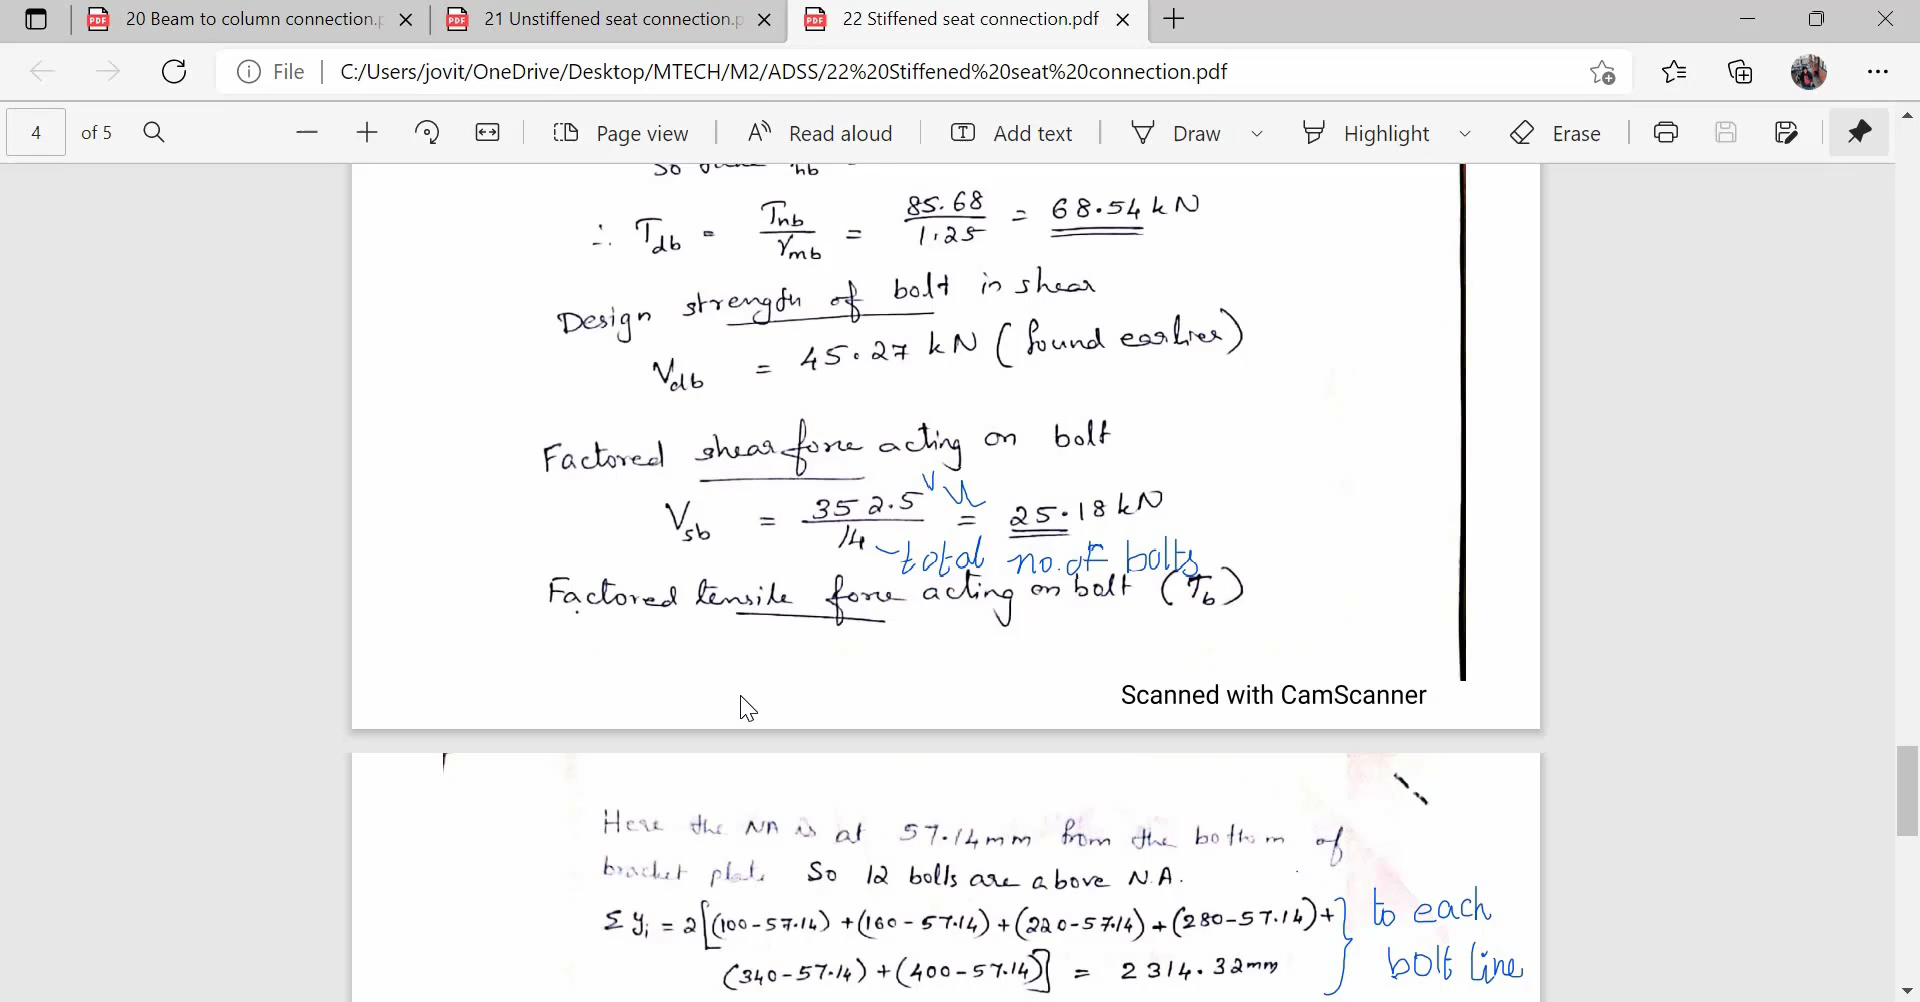 20 Beam to column connection.p
21 Unstiffened seat connection.p
22 Stiffened seat connection.pdf
File
C:/Users/jovit/OneDrive/Desktop/MTECH/M2/ADSS/22%20Stiffened%20seat%20connection.pdf
4 of 5
Page view
Read aloud
Add text
Draw
Highlight
Erase
So nb =
∴ Tdb = Tnb/γmb = 85.68/1.25 = 68.54 kN
Design strength of bolt in shear
Vdb = 45.27 kN (found earlier)
Factored shear force acting on bolt
Vsb = 352.5/14 = 25.18 kN
Vu
total no. of bolts
Factored tensile force acting on bolt (Tb)
Scanned with CamScanner
Here the NA is at 57.14mm from the bottom of
bracket plate So 12 bolts are above N.A.
Σ yi = 2[(100-57.14) + (160-57.14) + (220-57.14) + (280-57.14) +
(340-57.14) + (400-57.14)] = 2314.32mm
to each
bolt line